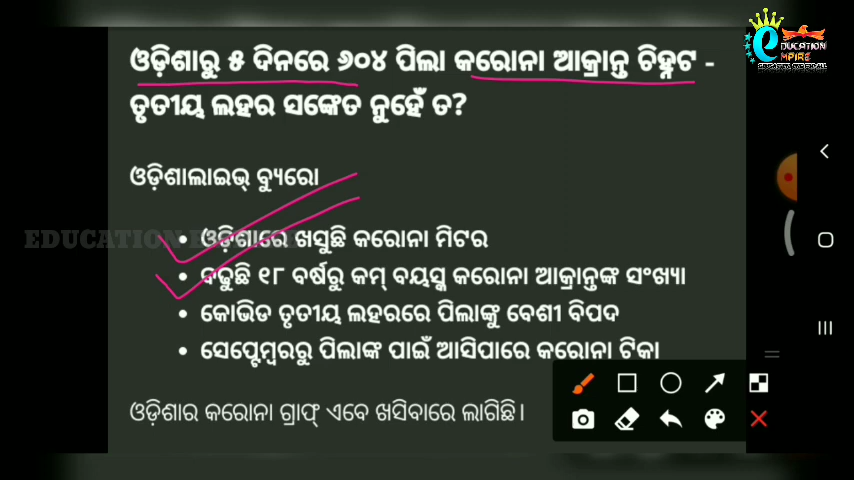 ଓଡ଼ିଶାରୁ ୫ ଦିନରେ ୬୦୪ ପିଲା କରୋନା ଆକ୍ରାନ୍ତ ଚିହ୍ନଟ -
ତୃତୀୟ ଲହର ସଙ୍କେତ ନୁହେଁ ତ?
ଓଡ଼ିଶାଲାଇଭ୍ ବ୍ୟୁରୋ
ଓଡ଼ିଶାରେ ଖସୁଛି କରୋନା ମିଟର
ବଢୁଛି ୧୮ ବର୍ଷରୁ କମ୍ ବୟସ୍କ କରୋନା ଆକ୍ରାନ୍ତଙ୍କ ସଂଖ୍ୟା
କୋଭିଡ ତୃତୀୟ ଲହରରେ ପିଲାଙ୍କୁ ବେଶୀ ବିପଦ
ସେପ୍ଟେମ୍ବରରୁ ପିଲାଙ୍କ ପାଇଁ ଆସିପାରେ କରୋନା ଟିକା
ଓଡ଼ିଶାର କରୋନା ଗ୍ରାଫ୍ ଏବେ ଖସିବାରେ ଲାଗିଛି।
EDUCATION
EDUCATION
EMPIRE